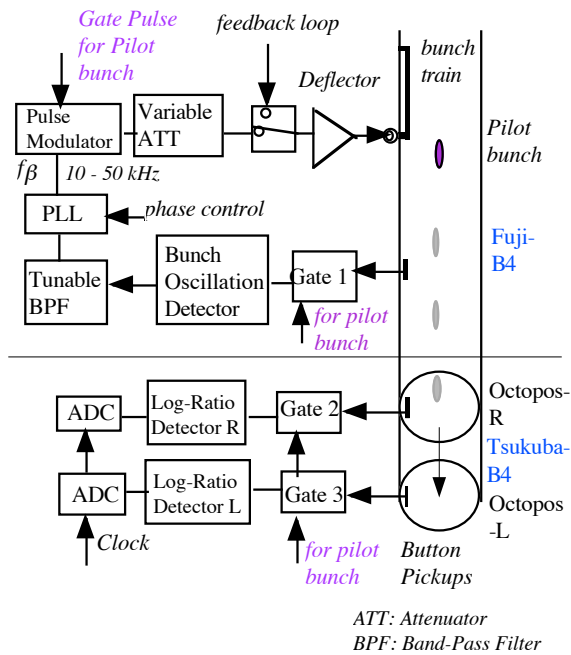 Gate Pulse
for Pilot
bunch
feedback loop
bunch
train
Deflector
Pulse
Modulator
Variable
ATT
Pilot
bunch
fβ
10 - 50 kHz
PLL
phase control
Fuji-
B4
Tunable
BPF
Bunch
Oscillation
Detector
Gate 1
for pilot
bunch
ADC
Log-Ratio
Detector R
Gate 2
Octopos-
R
Tsukuba-
B4
ADC
Log-Ratio
Detector L
Gate 3
Octopos
-L
Clock
for pilot
bunch
Button
Pickups
ATT: Attenuator
BPF: Band-Pass Filter